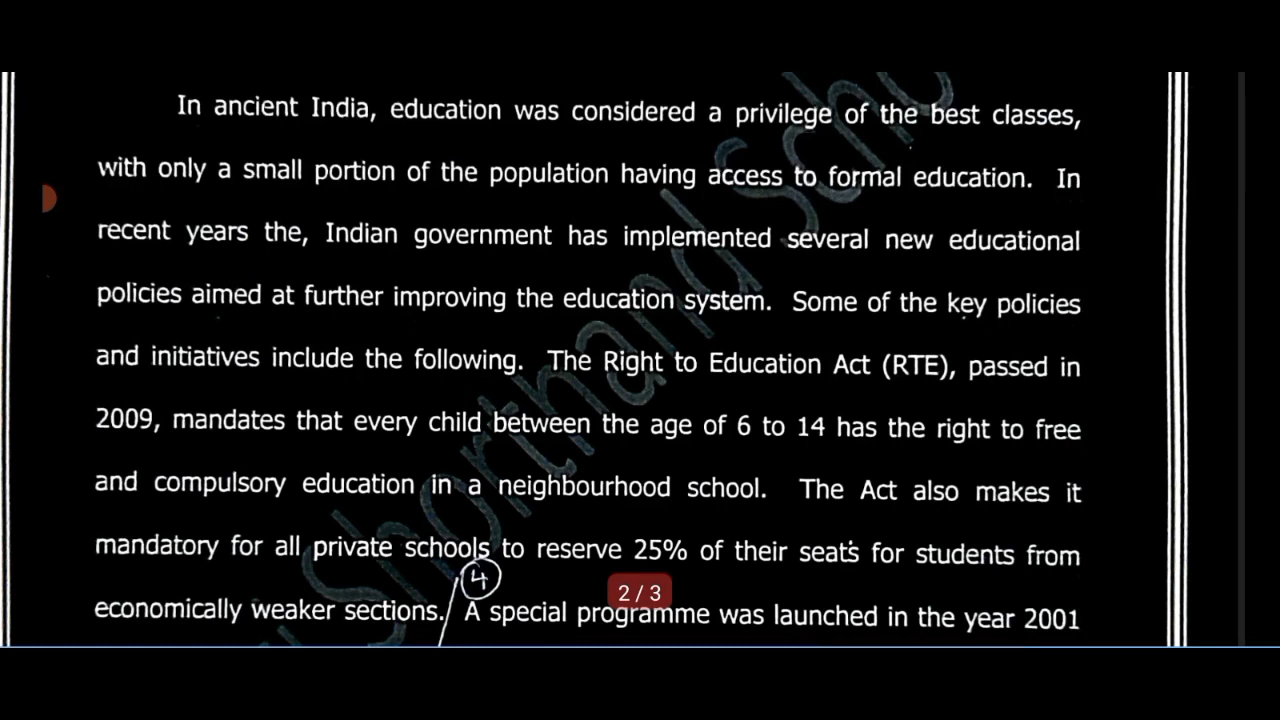 In ancient India, education was considered a privilege of the best classes,
with only a small portion of the population having access to formal education. In
recent years the, Indian government has implemented several new educational
policies aimed at further improving the education system. Some of the key policies
and initiatives include the following. The Right to Education Act (RTE), passed in
2009, mandates that every child between the age of 6 to 14 has the right to free
and compulsory education in a neighbourhood school. The Act also makes it
mandatory for all private schools to reserve 25% of their seats for students from
4
2 / 3
economically weaker sections. / A special programme was launched in the year 2001
Shorthand Scho